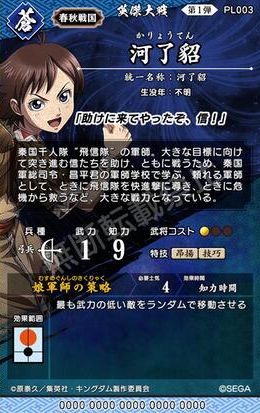 蒼
春秋戦国
英傑大戦
第1弾
PL003
かりょうてん
河了貂
統一名称：河了貂
生没年：不明
「助けに来てやったぞ、信！」
秦国千人隊“飛信隊”の軍師。大きな目標に向け
て突き進む信たちを助け、ともに戦うため、秦国
軍総司令・昌平君の軍師学校で学ぶ。頼れる軍師
として、ときに飛信隊を快進撃に導き、ときに危
機から救うなど、大きな戦力となっている。
兵種 武力 知力 武将コスト
弓兵 1 9
特技 昂揚 技巧
むすめぐんしのさくりゃく
娘軍師の策略
必要士気 4
効果時間 知力時間
効果範囲
最も武力の低い敵をランダムで移動させる
©原泰久／集英社・キングダム製作委員会
©SEGA
0000-0000-0000-0000-0000